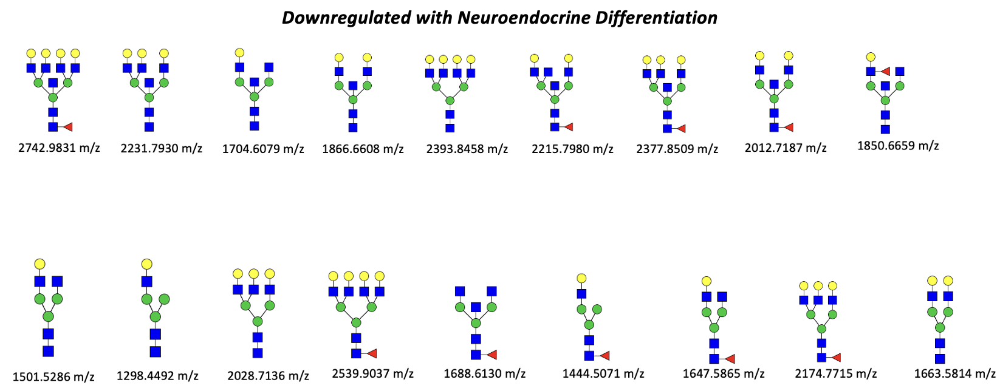 Downregulated with Neuroendocrine Differentiation
2742.9831 m/z
2231.7930 m/z
1704.6079 m/z
1866.6608 m/z
2393.8458 m/z
2215.7980 m/z
2377.8509 m/z
2012.7187 m/z
1850.6659 m/z
1501.5286 m/z
1298.4492 m/z
2028.7136 m/z
2539.9037 m/z
1688.6130 m/z
1444.5071 m/z
1647.5865 m/z
2174.7715 m/z
1663.5814 m/z